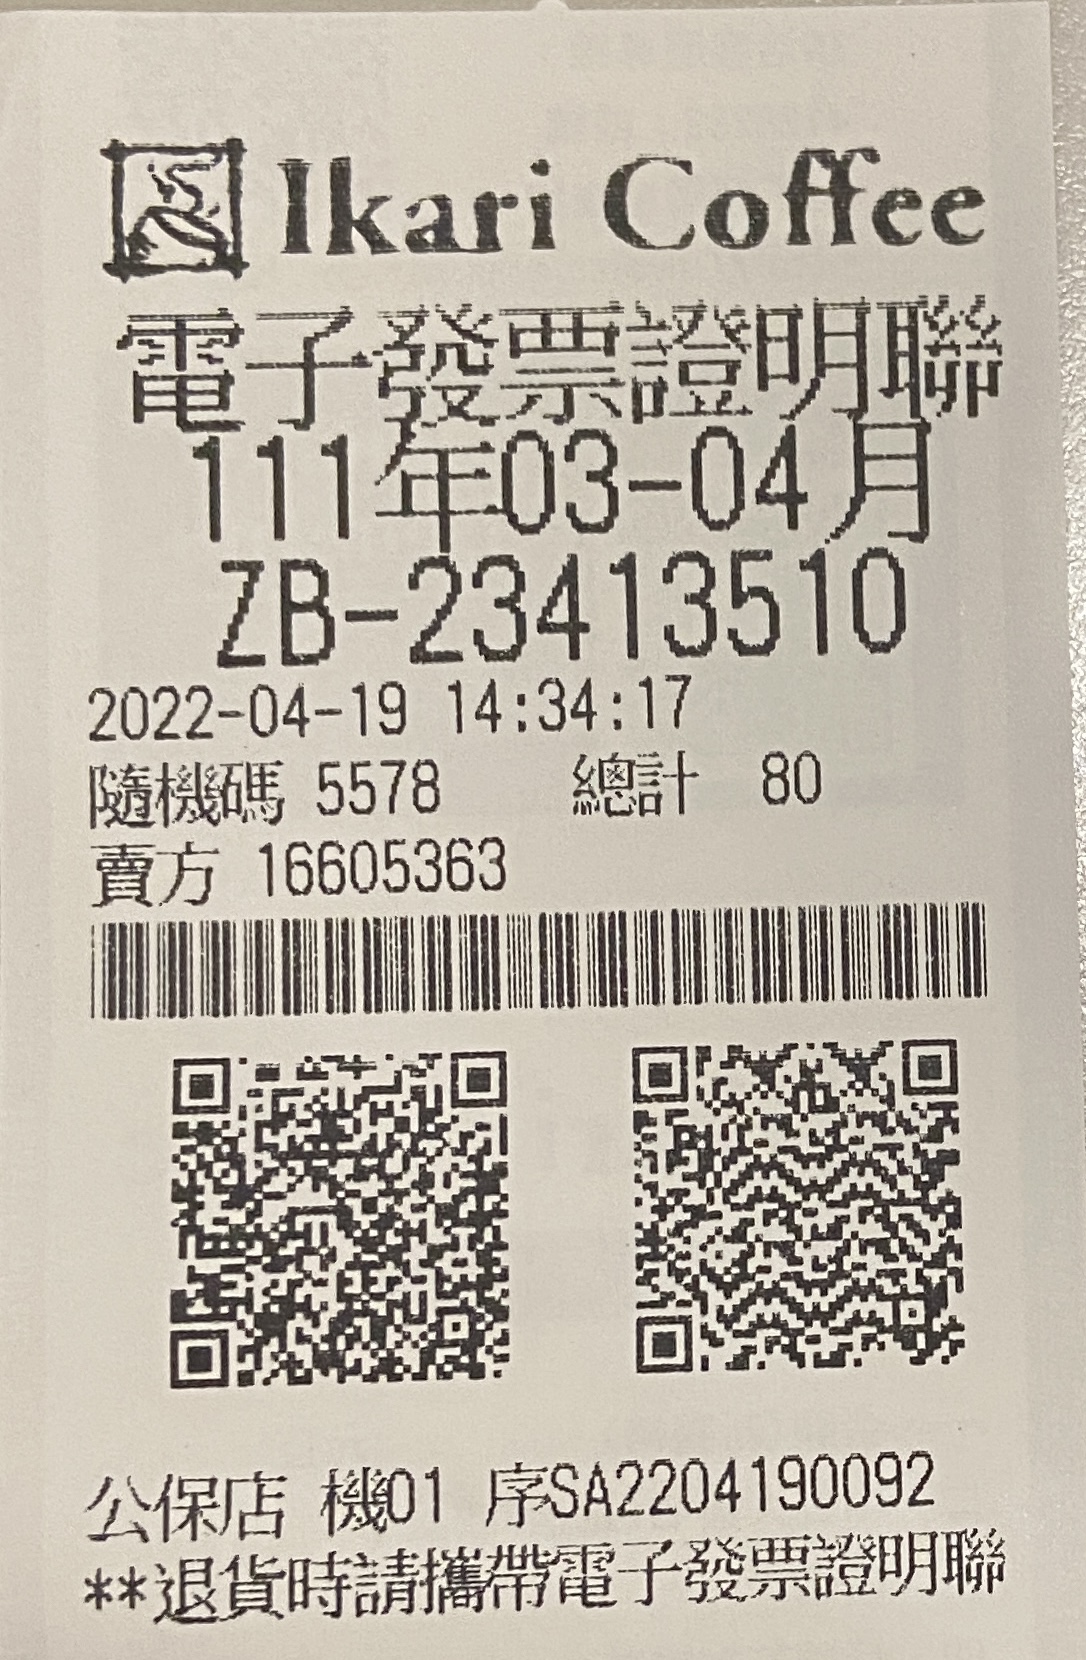 Ikari Coffee
電子發票證明聯
111年03-04月
ZB-23413510
2022-04-19 14:34:17
隨機碼 5578 總計 80
賣方 16605363
公保店 機01 序SA2204190092
**退貨時請攜帶電子發票證明聯